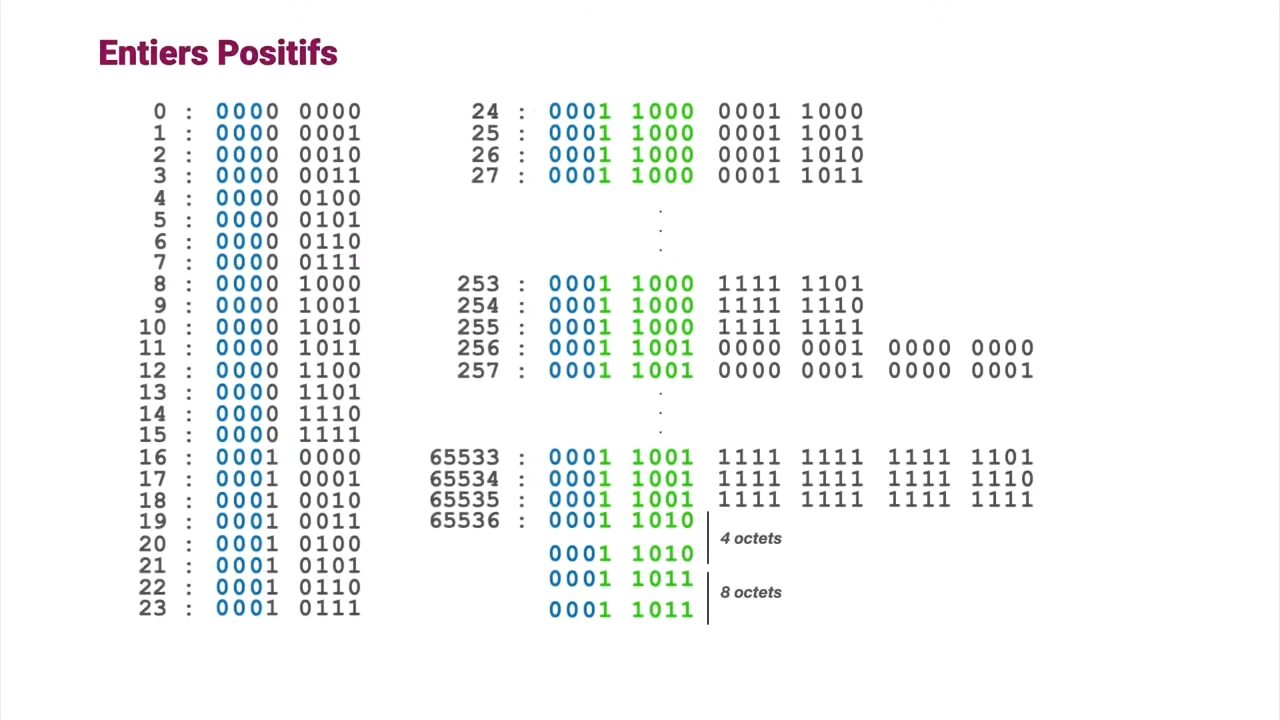 Entiers Positifs
0 : 0000 0000
1 : 0000 0001
2 : 0000 0010
3 : 0000 0011
4 : 0000 0100
5 : 0000 0101
6 : 0000 0110
7 : 0000 0111
8 : 0000 1000
9 : 0000 1001
10 : 0000 1010
11 : 0000 1011
12 : 0000 1100
13 : 0000 1101
14 : 0000 1110
15 : 0000 1111
16 : 0001 0000
17 : 0001 0001
18 : 0001 0010
19 : 0001 0011
20 : 0001 0100
21 : 0001 0101
22 : 0001 0110
23 : 0001 0111
24 : 0001 1000 0001 1000
25 : 0001 1000 0001 1001
26 : 0001 1000 0001 1010
27 : 0001 1000 0001 1011
.
.
.
253 : 0001 1000 1111 1101
254 : 0001 1000 1111 1110
255 : 0001 1000 1111 1111
256 : 0001 1001 0000 0001 0000 0000
257 : 0001 1001 0000 0001 0000 0001
.
.
.
65533 : 0001 1001 1111 1111 1111 1101
65534 : 0001 1001 1111 1111 1111 1110
65535 : 0001 1001 1111 1111 1111 1111
65536 : 0001 1010
4 octets
0001 1010
0001 1011
8 octets
0001 1011